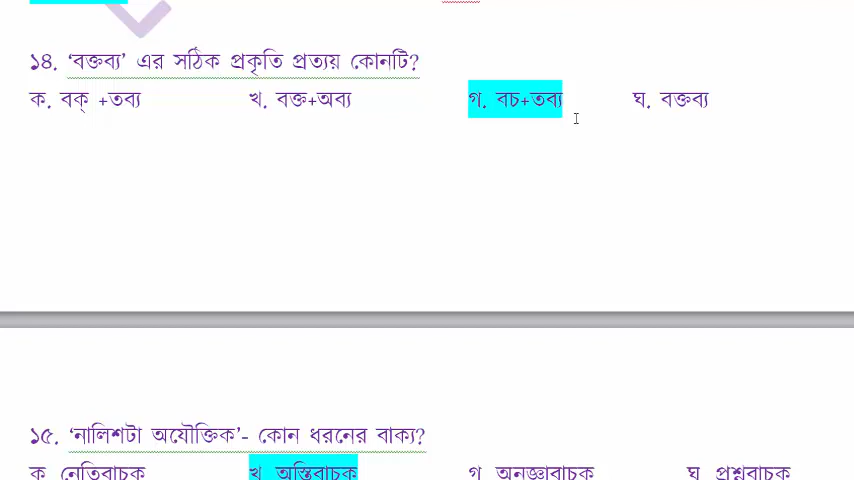 ১৪. ‘বক্তব্য’ এর সঠিক প্রকৃতি প্রত্যয় কোনটি?
ক. বক্ +তব্য খ. বক্ত+অব্য গ. বচ+তব্য ঘ. বক্তব্য
১৫. ‘নালিশটা অযৌক্তিক’- কোন ধরনের বাক্য?
ক. নেতিবাচক খ. অস্তিবাচক গ. অনুজ্ঞাবাচক ঘ. প্রশ্নবাচক